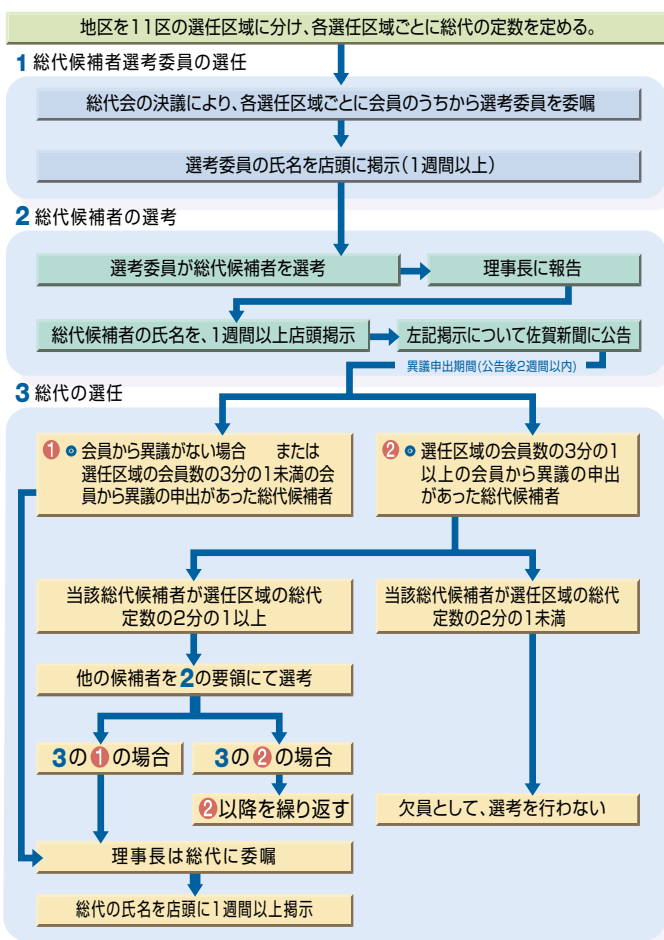 地区を11区の選任区域に分け、各選任区域ごとに総代の定数を定める。
1 総代候補者選考委員の選任
総代会の決議により、各選任区域ごとに会員のうちから選考委員を委嘱
選考委員の氏名を店頭に掲示(1週間以上)
2 総代候補者の選考
選考委員が総代候補者を選考
理事長に報告
総代候補者の氏名を、1週間以上店頭掲示
左記掲示について佐賀新聞に公告
異議申出期間(公告後2週間以内)
3 総代の選任
❶ ◉ 会員から異議がない場合 または
選任区域の会員数の3分の1未満の会
員から異議の申出があった総代候補者
❷ ◉ 選任区域の会員数の3分の1
以上の会員から異議の申出
があった総代候補者
当該総代候補者が選任区域の総代
定数の2分の1以上
当該総代候補者が選任区域の総代
定数の2分の1未満
他の候補者を2の要領にて選考
3の❶の場合
3の❷の場合
❷以降を繰り返す
欠員として、選考を行わない
理事長は総代に委嘱
総代の氏名を店頭に1週間以上掲示